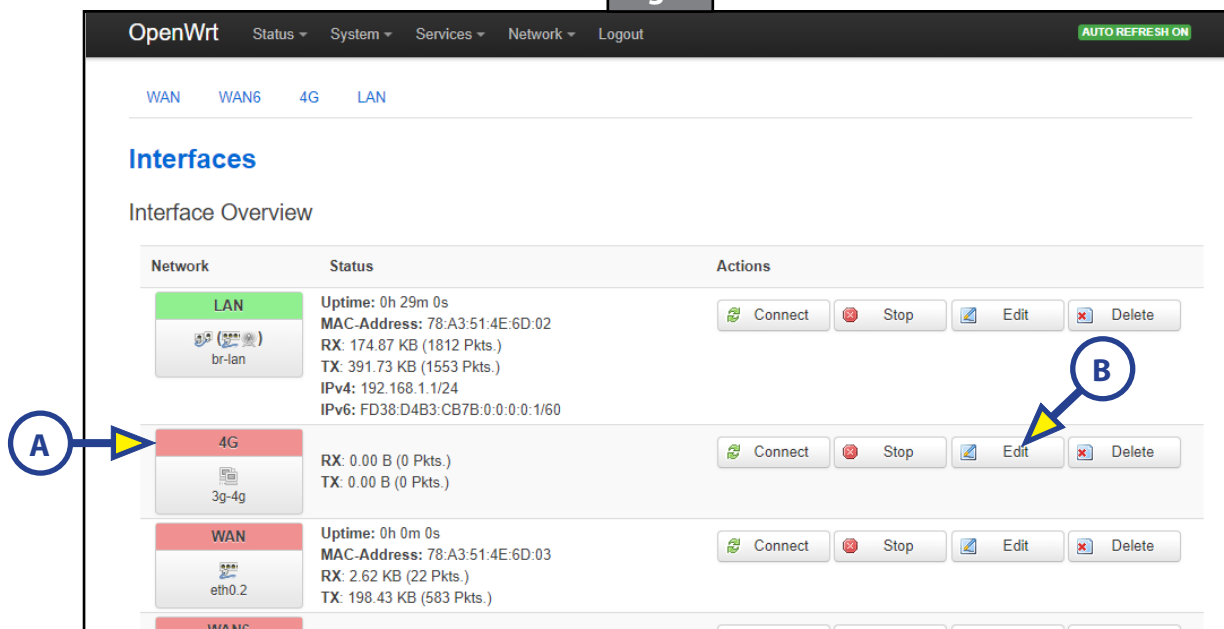 OpenWrt Status System Services Network Logout AUTO REFRESH ON
WAN WAN6 4G LAN
Interfaces
Interface Overview
Network Status Actions
LAN
br-lan
Uptime: 0h 29m 0s
MAC-Address: 78:A3:51:4E:6D:02
RX: 174.87 KB (1812 Pkts.)
TX: 391.73 KB (1553 Pkts.)
IPv4: 192.168.1.1/24
IPv6: FD38:D4B3:CB7B:0:0:0:0:1/60
Connect Stop Edit Delete
B
A
4G
3g-4g
RX: 0.00 B (0 Pkts.)
TX: 0.00 B (0 Pkts.)
Connect Stop Edit Delete
WAN
eth0.2
Uptime: 0h 0m 0s
MAC-Address: 78:A3:51:4E:6D:03
RX: 2.62 KB (22 Pkts.)
TX: 198.43 KB (583 Pkts.)
Connect Stop Edit Delete
WAN6